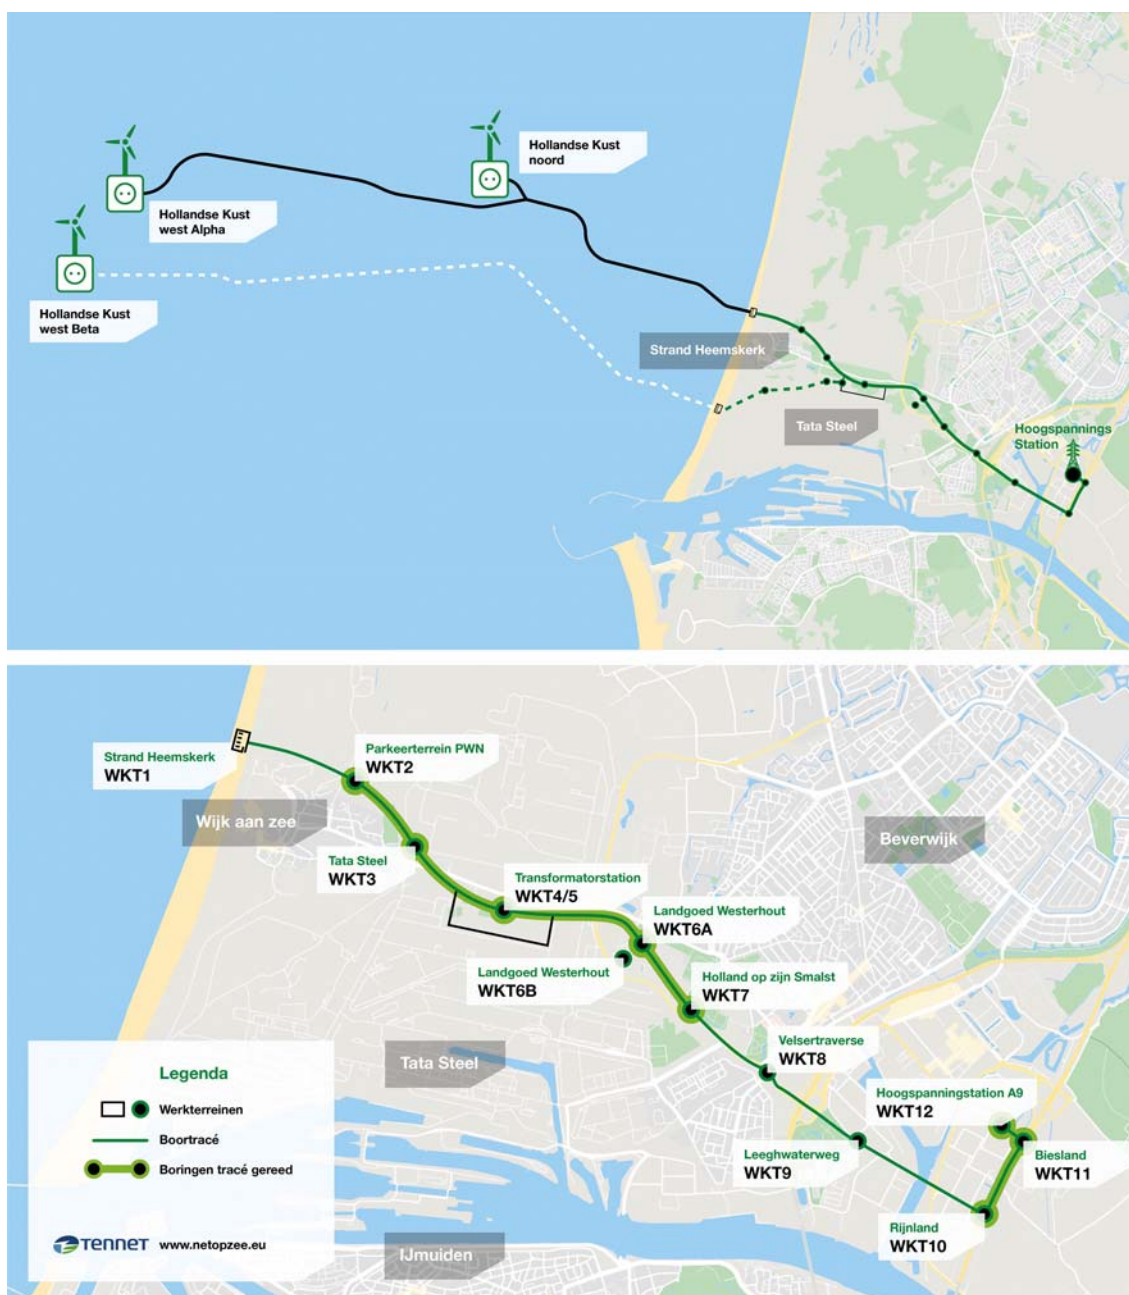 Hollandse Kust
noord
Hollandse Kust
west Alpha
Hollandse Kust
west Beta
Strand Heemskerk
Tata Steel
Hoogspannings
Station
Strand Heemskerk
WKT1
Parkeerterrein PWN
WKT2
Wijk aan zee
Beverwijk
Tata Steel
WKT3
Transformatorstation
WKT4/5
Landgoed Westerhout
WKT6A
Landgoed Westerhout
WKT6B
Holland op zijn Smalst
WKT7
Velsertraverse
WKT8
Tata Steel
Hoogspanningstation A9
WKT12
Leeghwaterweg
WKT9
Biesland
WKT11
Rijnland
WKT10
IJmuiden
Legenda
Werkterreinen
Boortracé
Boringen tracé gereed
TENNET www.netopzee.eu